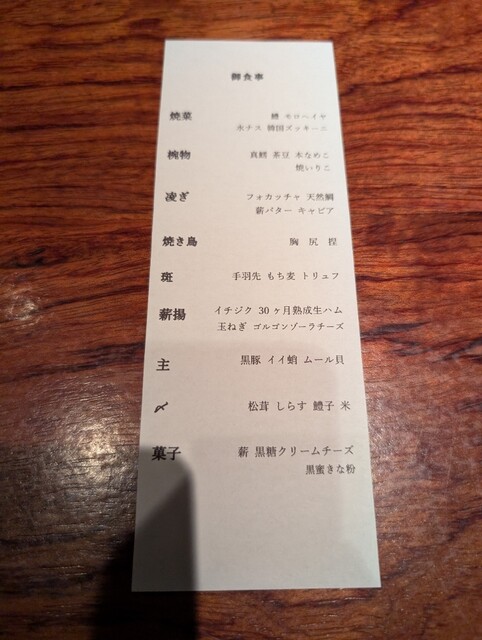 御食事
焼菜 鱧 モロヘイヤ
水ナス 韓国ズッキーニ
椀物 真鱈 茶豆 本なめこ
焼いりこ
凌ぎ フォカッチャ 天然鯛
薪バター キャビア
焼き鳥 胸 尻 捏
斑 手羽先 もち麦 トリュフ
薪揚 イチジク 30ヶ月熟成生ハム
玉ねぎ ゴルゴンゾーラチーズ
主 黒豚 イイ蛸 ムール貝
〆 松茸 しらす 鱧子 米
菓子 薪 黒糖クリームチーズ
黒蜜きな粉